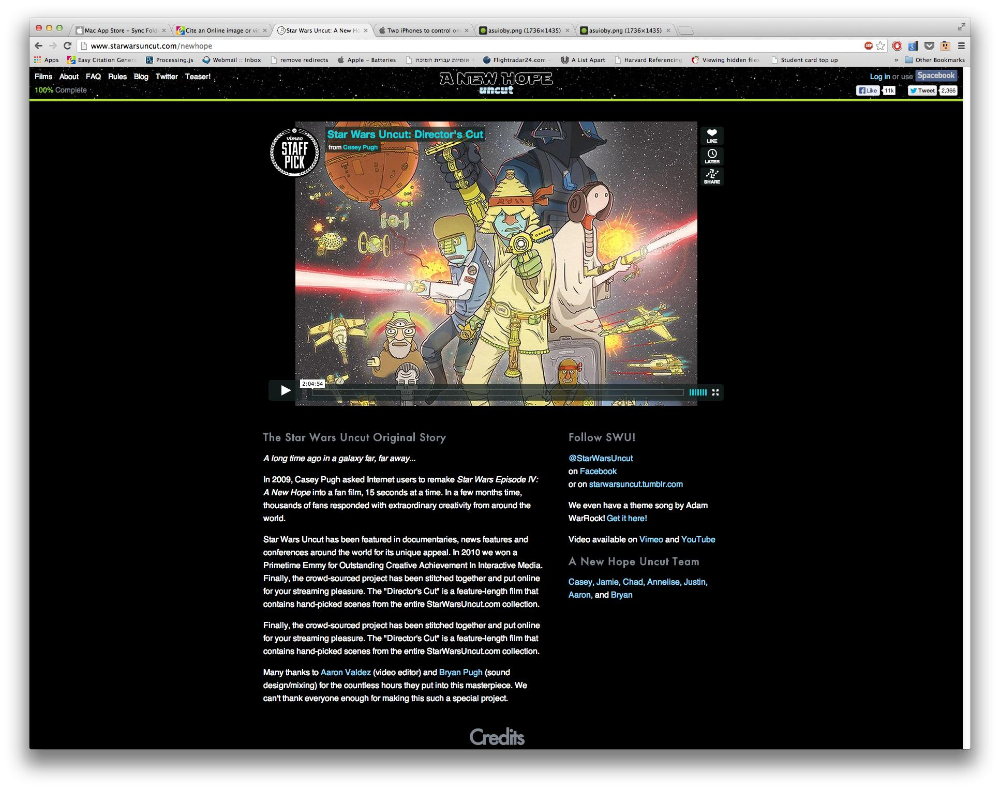 Mac App Store – Sync Fold
Cite an Online image or vi
Star Wars Uncut: A New Ho
Two iPhones to control on
asuioby.png (1736×1435)
asuioby.png (1736×1435)
www.starwarsuncut.com/newhope
ABP
Apps
Easy Citation Genera
Processing.js
Webmail :: Inbox
remove redirects
Apple – Batteries
אותיות עברית הפוכה
Flightradar24.com –
A List Apart
Harvard Referencing
Viewing hidden files
Student card top up
»
Other Bookmarks
Films About FAQ Rules Blog Twitter Teaser!
100% Complete
A NEW HOPE
uncut
Log in or use Spacebook
Like 11k
Tweet 2,366
vimeo
STAFF
PICK
Star Wars Uncut: Director's Cut
from Casey Pugh
LIKE
LATER
SHARE
2:04:54
The Star Wars Uncut Original Story
A long time ago in a galaxy far, far away...
In 2009, Casey Pugh asked Internet users to remake Star Wars Episode IV:
A New Hope into a fan film, 15 seconds at a time. In a few months time,
thousands of fans responded with extraordinary creativity from around the
world.
Star Wars Uncut has been featured in documentaries, news features and
conferences around the world for its unique appeal. In 2010 we won a
Primetime Emmy for Outstanding Creative Achievement In Interactive Media.
Finally, the crowd-sourced project has been stitched together and put online
for your streaming pleasure. The "Director's Cut" is a feature-length film that
contains hand-picked scenes from the entire StarWarsUncut.com collection.
Finally, the crowd-sourced project has been stitched together and put online
for your streaming pleasure. The "Director's Cut" is a feature-length film that
contains hand-picked scenes from the entire StarWarsUncut.com collection.
Many thanks to Aaron Valdez (video editor) and Bryan Pugh (sound
design/mixing) for the countless hours they put into this masterpiece. We
can't thank everyone enough for making this such a special project.
Follow SWU!
@StarWarsUncut
on Facebook
or on starwarsuncut.tumblr.com
We even have a theme song by Adam
WarRock! Get it here!
Video available on Vimeo and YouTube
A New Hope Uncut Team
Casey, Jamie, Chad, Annelise, Justin,
Aaron, and Bryan
Credits